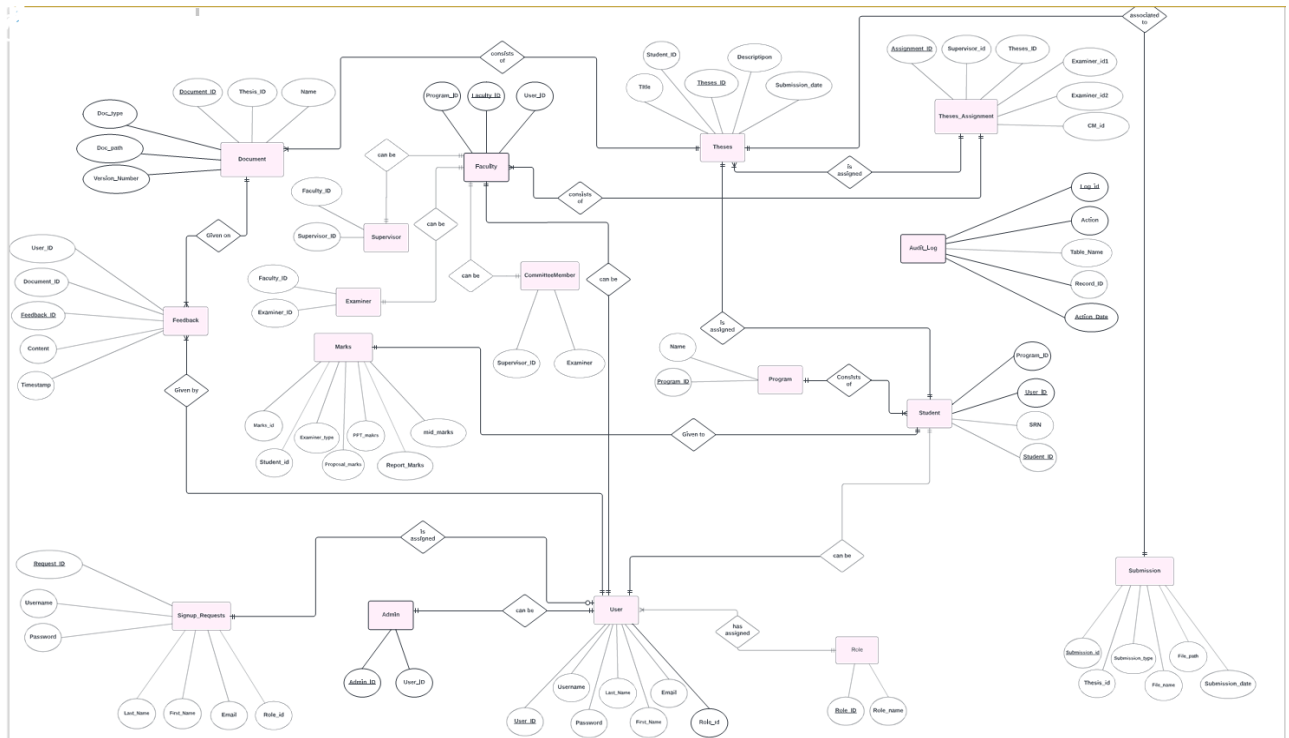 associated
to
consists
of
Student_ID
Descriptipon
Theses_ID
Title
Submission_date
Theses
Assignment_ID
Supervisor_id
Theses_ID
Examiner_id1
Examiner_id2
CM_id
Theses_Assignment
Document_ID
Thesis_ID
Name
Doc_type
Doc_path
Version_Number
Document
Program_ID
Faculty_ID
User_ID
Faculty
can be
is
assigned
consists
of
Faculty_ID
Supervisor_ID
Supervisor
can be
Given on
Log_id
Action
Table_Name
Record_ID
Action_Date
Audit_Log
User_ID
Document_ID
Feedback_ID
Content
Timestamp
Feedback
Faculty_ID
Examiner_ID
Examiner
can be
CommitteeMember
can be
Supervisor_ID
Examiner
is
assigned
Marks
Marks_id
Student_id
Examiner_type
Proposal_marks
PPT_makrs
Report_Marks
mid_marks
Given by
Name
Program_ID
Program
Consists
of
Student
Program_ID
User_ID
SRN
Student_ID
Given to
is
assigned
can be
Request_ID
Username
Password
Signup_Requests
Last_Name
First_Name
Email
Role_id
Admin
can be
Admin_ID
User_ID
User
Username
Last_Name
Email
User_ID
Password
First_Name
Role_id
has
assigned
Role
Role_ID
Role_name
Submission
Submission_id
Submission_type
File_path
Thesis_id
File_name
Submission_date